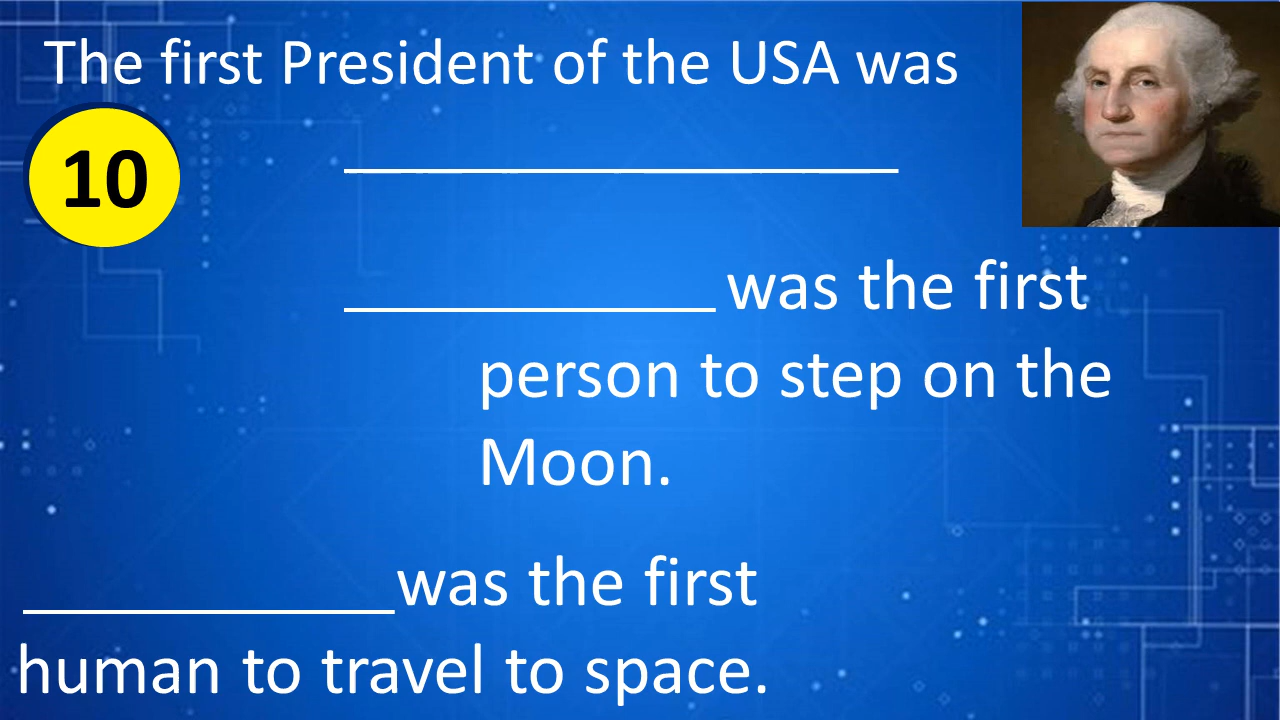 The first President of the USA was
10
____________________
____________ was the first
person to step on the
Moon.
____________was the first
human to travel to space.